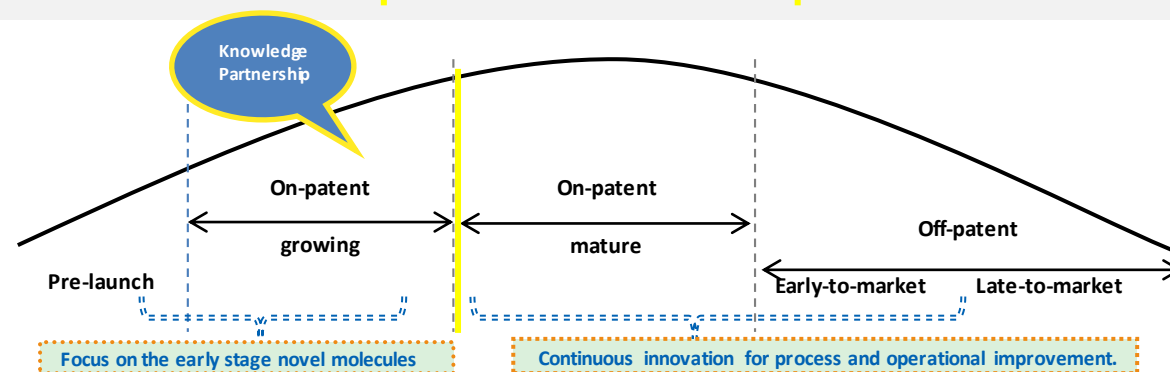 Knowledge
Partnership
On-patent
growing
On-patent
mature
Off-patent
Pre-launch
Early-to-market
Late-to-market
Focus on the early stage novel molecules
Continuous innovation for process and operational improvement.